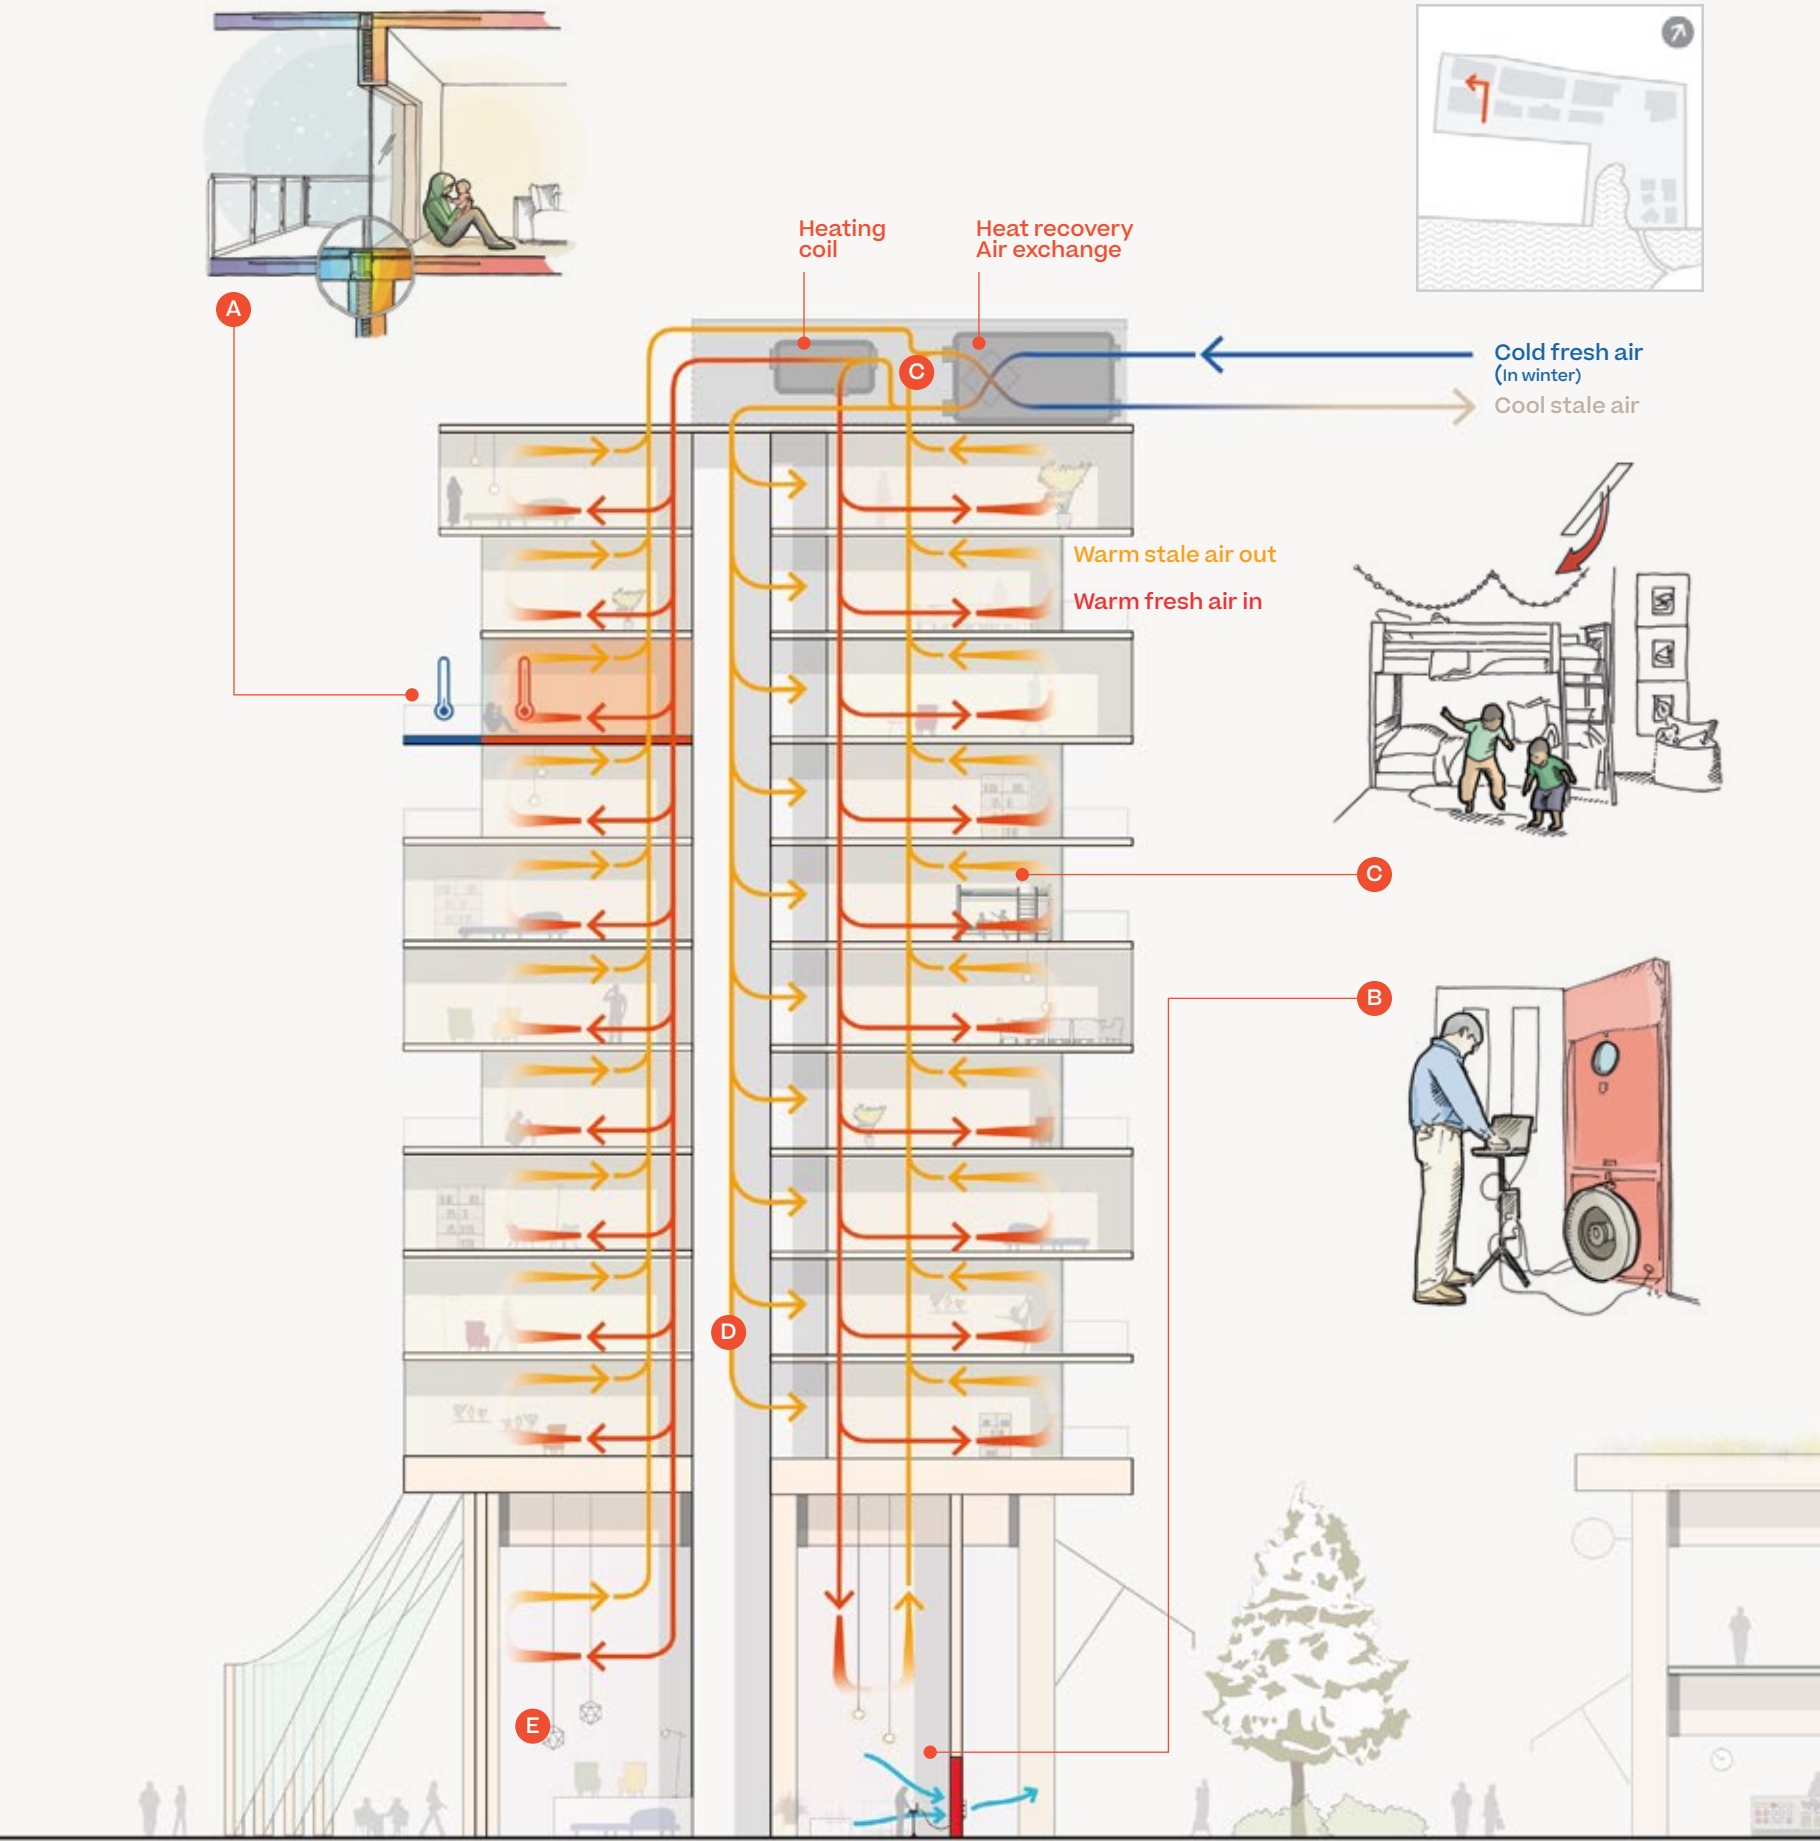 Heating
coil
Heat recovery
Air exchange
A
C
Cold fresh air
(In winter)
Cool stale air
Warm stale air out
Warm fresh air in
C
B
D
E